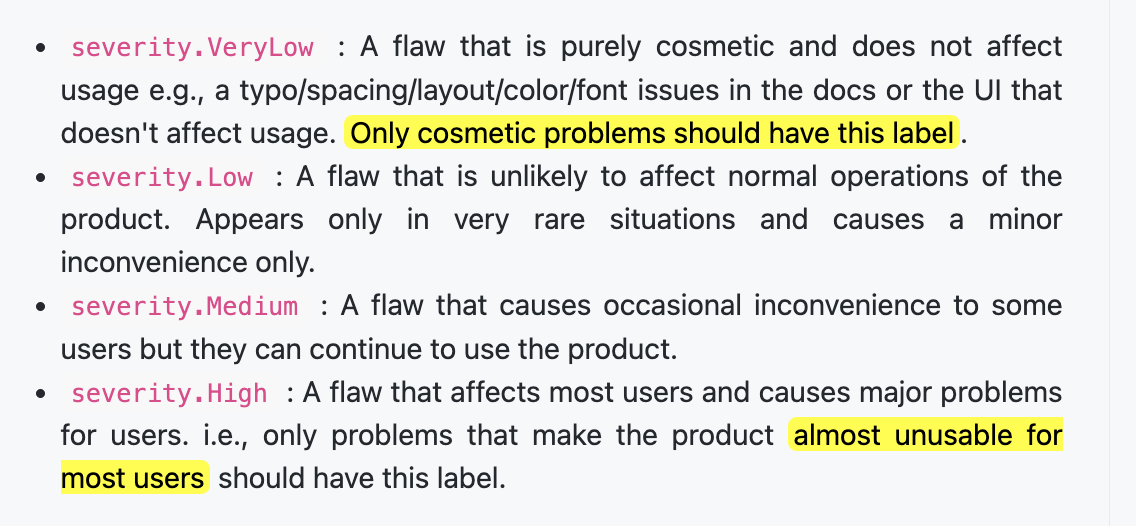 • severity.VeryLow : A flaw that is purely cosmetic and does not affect
usage e.g., a typo/spacing/layout/color/font issues in the docs or the UI that
doesn't affect usage. Only cosmetic problems should have this label.
• severity.Low : A flaw that is unlikely to affect normal operations of the
product. Appears only in very rare situations and causes a minor
inconvenience only.
• severity.Medium : A flaw that causes occasional inconvenience to some
users but they can continue to use the product.
• severity.High : A flaw that affects most users and causes major problems
for users. i.e., only problems that make the product almost unusable for
most users should have this label.